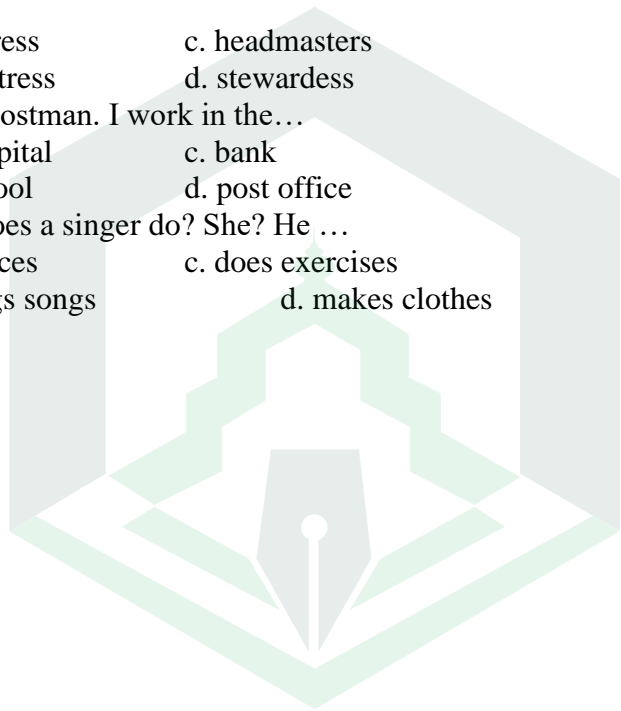 ress c. headmasters
tress d. stewardess
ostman. I work in the…
pital c. bank
ool d. post office
oes a singer do? She? He …
ces c. does exercises
gs songs d. makes clothes